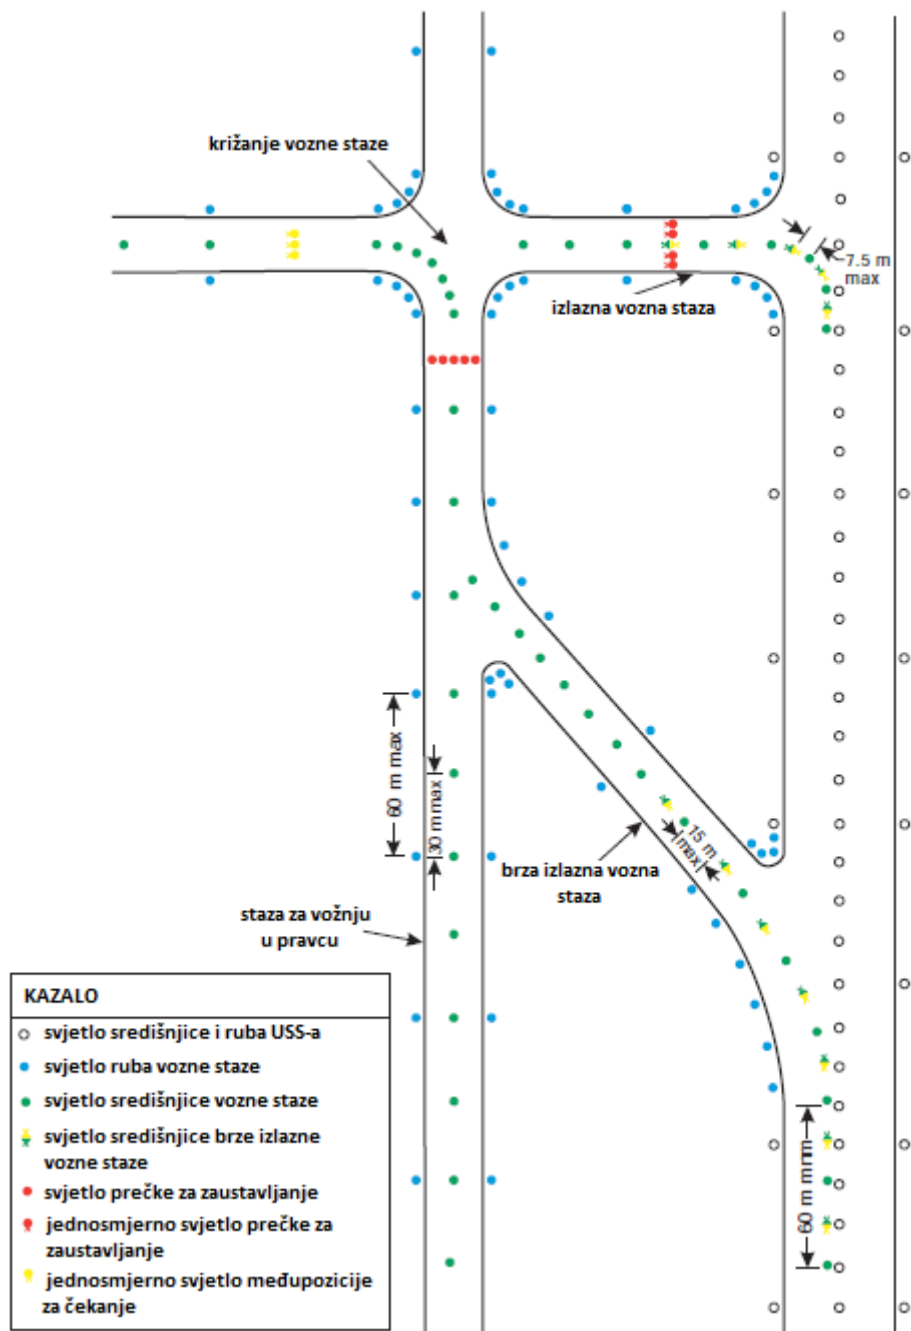 križanje vozne staze
7.5 m
max
izlazna vozna staza
60 m max
30 m max
15 m
max
brza izlazna vozna
staza
staza za vožnju
u pravcu
60 m mnm
KAZALO
svjetlo središnjice i ruba USS-a
svjetlo ruba vozne staze
svjetlo središnjice vozne staze
svjetlo središnjice brze izlazne
vozne staze
svjetlo prečke za zaustavljanje
jednosmjerno svjetlo prečke za
zaustavljanje
jednosmjerno svjetlo međupozicije
za čekanje